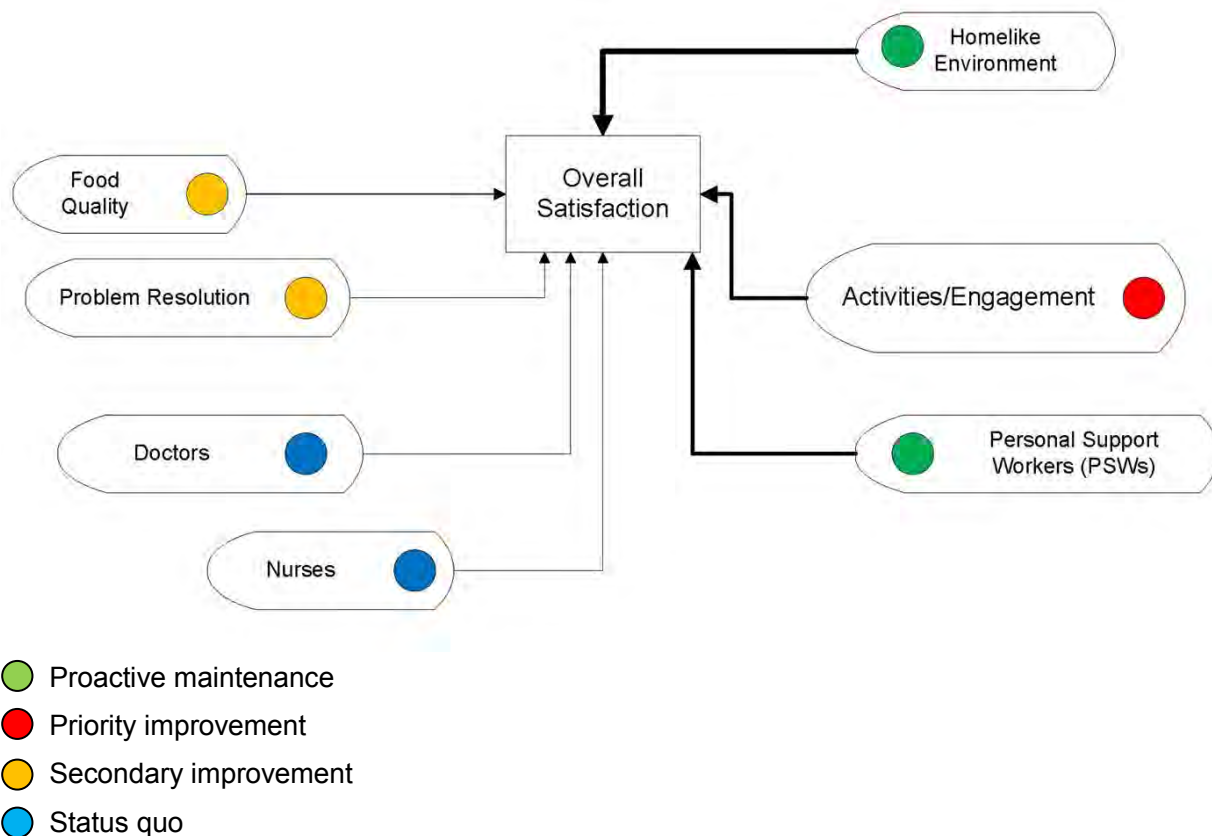 Homelike
Environment
Overall
Satisfaction
Food
Quality
Problem Resolution
Activities/Engagement
Doctors
Personal Support
Workers (PSWs)
Nurses
Proactive maintenance
Priority improvement
Secondary improvement
Status quo